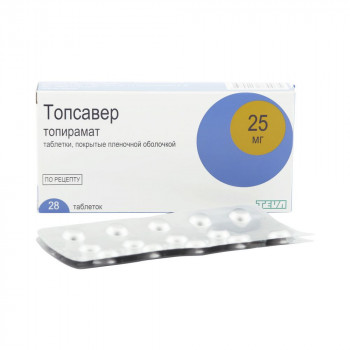 Топсавер
топирамат
таблетки, покрытые пленочной оболочкой
25
мг
ПО РЕЦЕПТУ
28 таблеток
TEVA